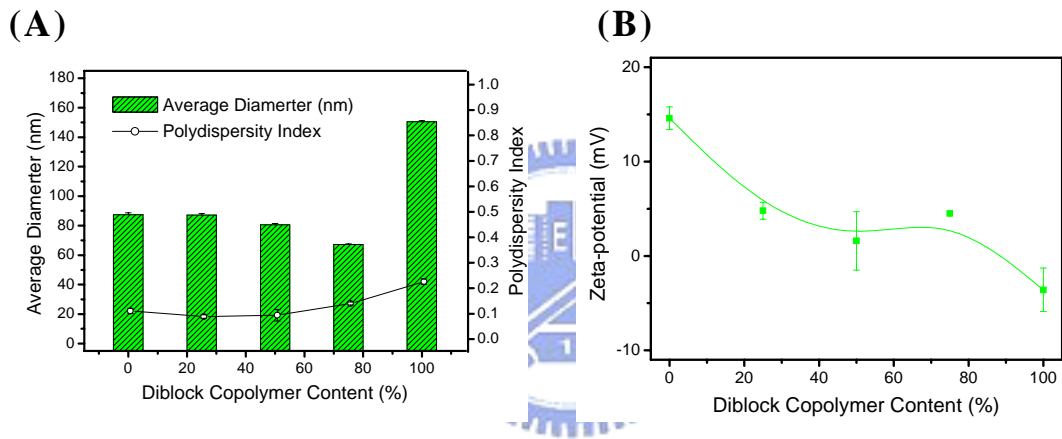 (A)
(B)
Average Diamerter (nm)
Polydispersity Index
180
160
140
120
100
80
60
40
20
0
Average Diamerter (nm)
1.0
0.9
0.8
0.7
0.6
0.5
0.4
0.3
0.2
0.1
0.0
Polydispersity Index
0 20 40 60 80 100
Diblock Copolymer Content (%)
E
1
20
10
0
-10
Zeta-potential (mV)
0 20 40 60 80 100
Diblock Copolymer Content (%)